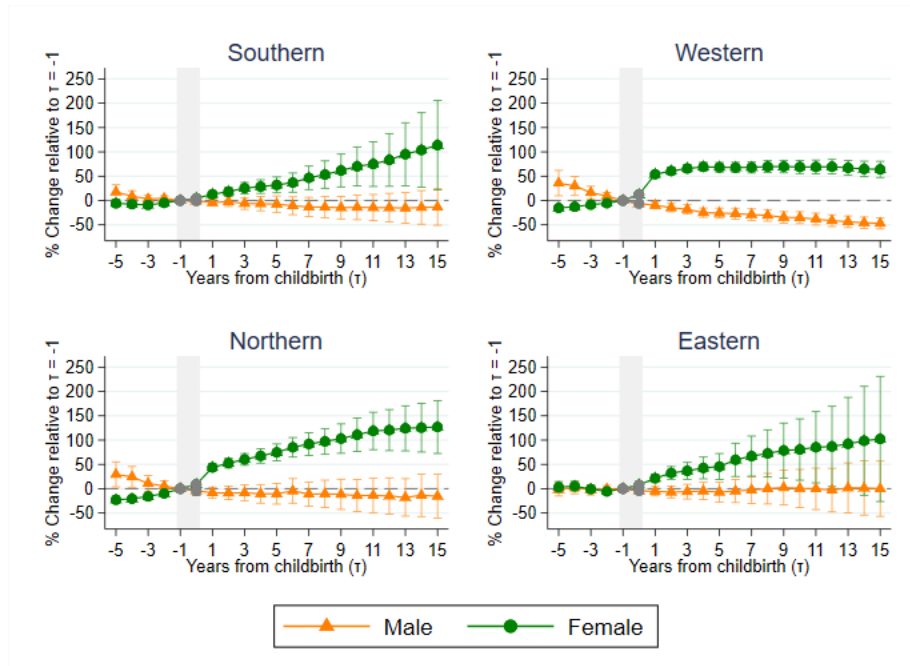 Southern
Western
% Change relative to τ = -1
250
200
150
100
50
0
-50
-5 -3 -1 1 3 5 7 9 11 13 15
Years from childbirth (τ)
% Change relative to τ = -1
250
200
150
100
50
0
-50
-5 -3 -1 1 3 5 7 9 11 13 15
Years from childbirth (τ)
Northern
Eastern
% Change relative to τ = -1
250
200
150
100
50
0
-50
-5 -3 -1 1 3 5 7 9 11 13 15
Years from childbirth (τ)
% Change relative to τ = -1
250
200
150
100
50
0
-50
-5 -3 -1 1 3 5 7 9 11 13 15
Years from childbirth (τ)
Male Female